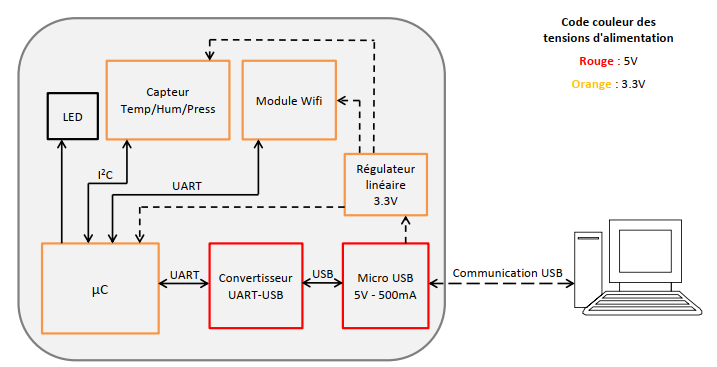 Code couleur des
tensions d'alimentation
Rouge : 5V
Orange : 3.3V
Capteur
Temp/Hum/Press
Module Wifi
LED
I²C
UART
Régulateur
linéaire
3.3V
µC
UART
Convertisseur
UART-USB
USB
Micro USB
5V - 500mA
Communication USB